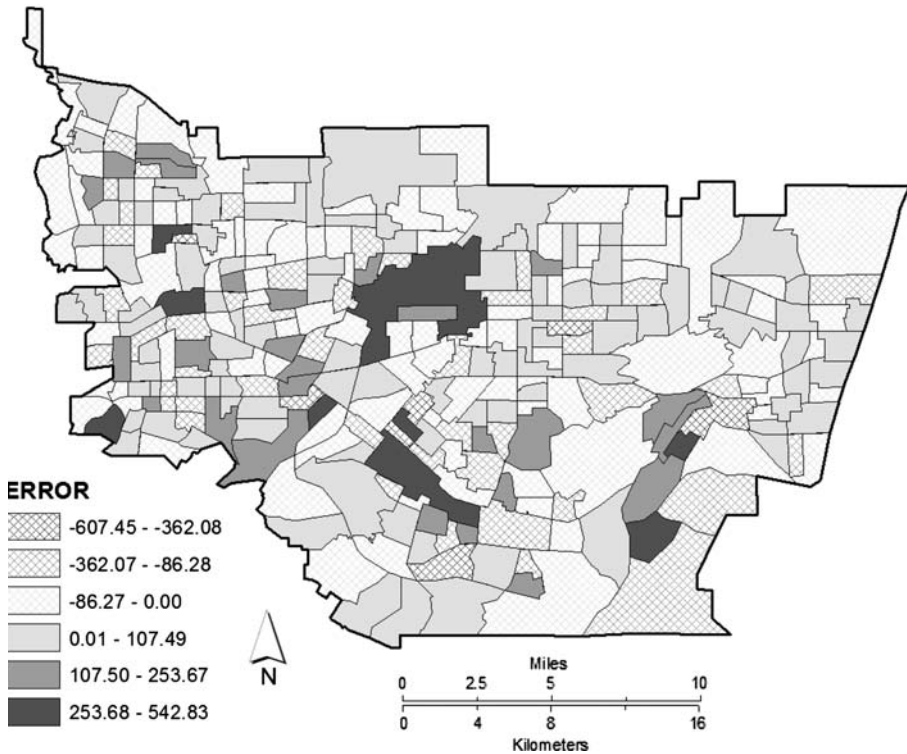 ERROR
-607.45 - -362.08
-362.07 - -86.28
-86.27 - 0.00
0.01 - 107.49
107.50 - 253.67
253.68 - 542.83
N
Miles
0 2.5 5 10
0 4 8 16
Kilometers